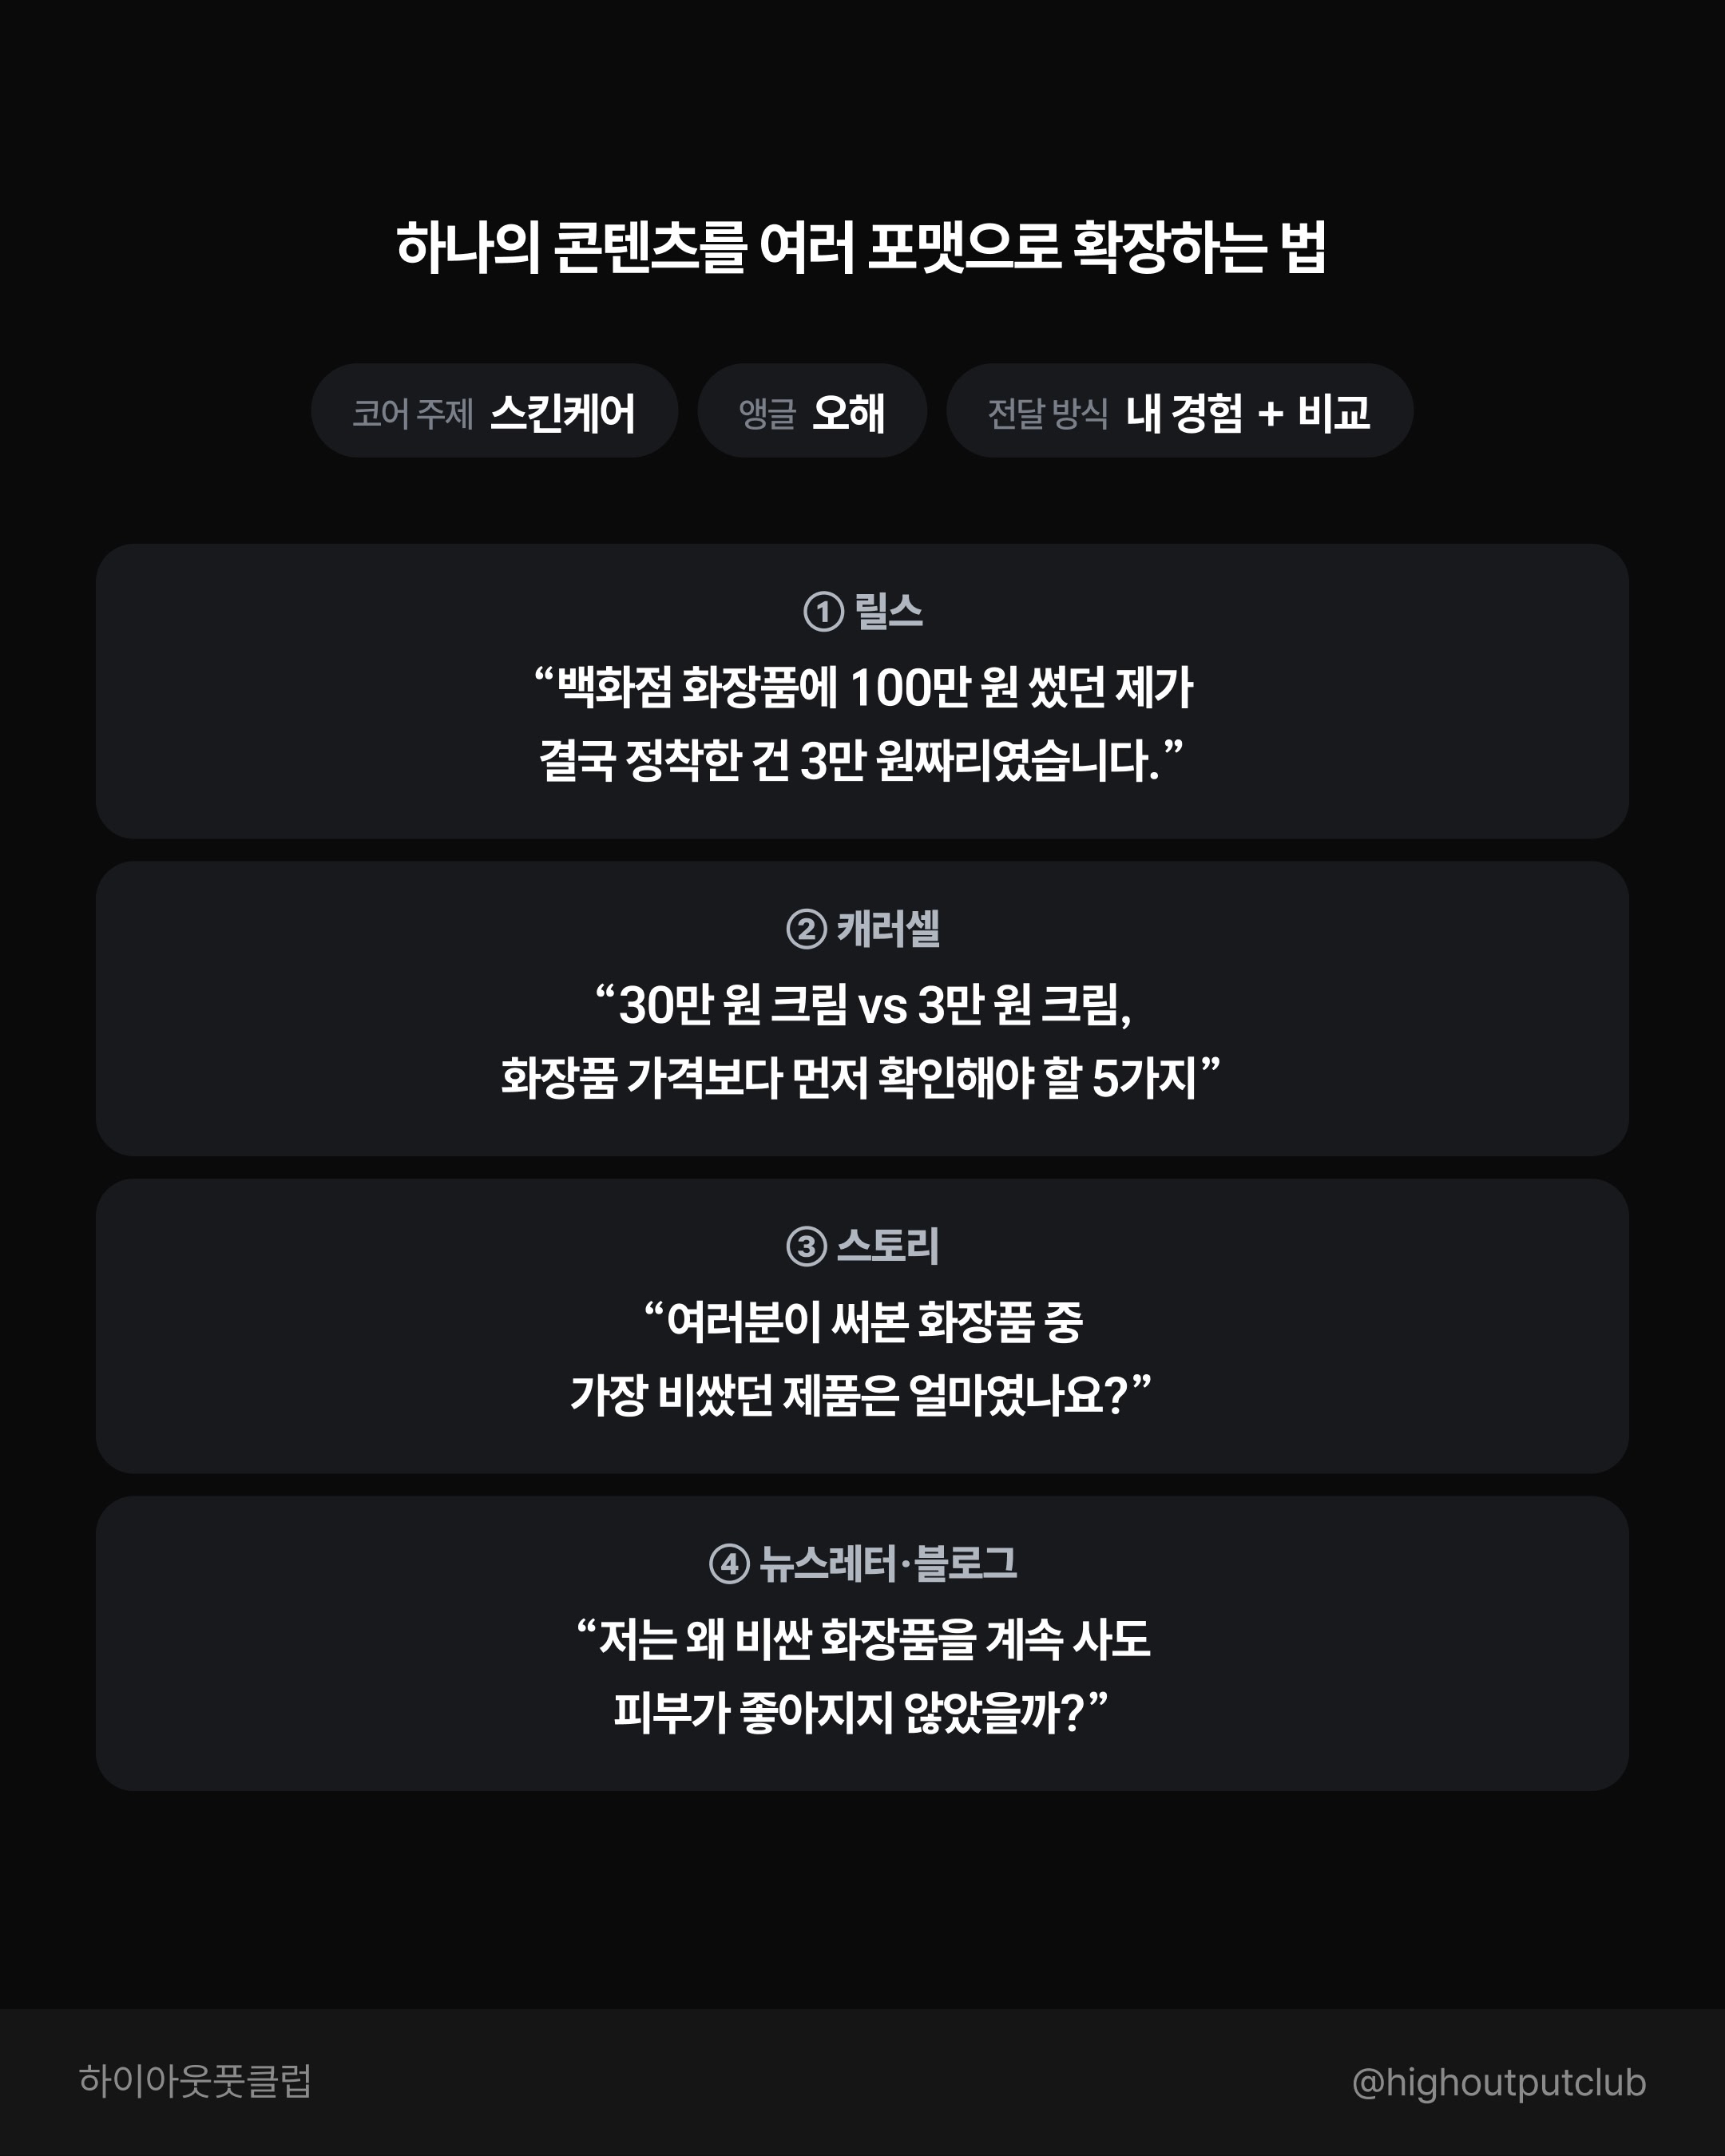 하나의 콘텐츠를 여러 포맷으로 확장하는 법
코어 주제 스킨케어 앵글 오해 전달 방식 내 경험 + 비교
① 릴스
“백화점 화장품에 100만 원 썼던 제가
결국 정착한 건 3만 원짜리였습니다.”
② 캐러셀
“30만 원 크림 vs 3만 원 크림,
화장품 가격보다 먼저 확인해야 할 5가지”
③ 스토리
“여러분이 써본 화장품 중
가장 비쌌던 제품은 얼마였나요?”
④ 뉴스레터·블로그
“저는 왜 비싼 화장품을 계속 사도
피부가 좋아지지 않았을까?”
하이아웃풋클럽 @highoutputclub